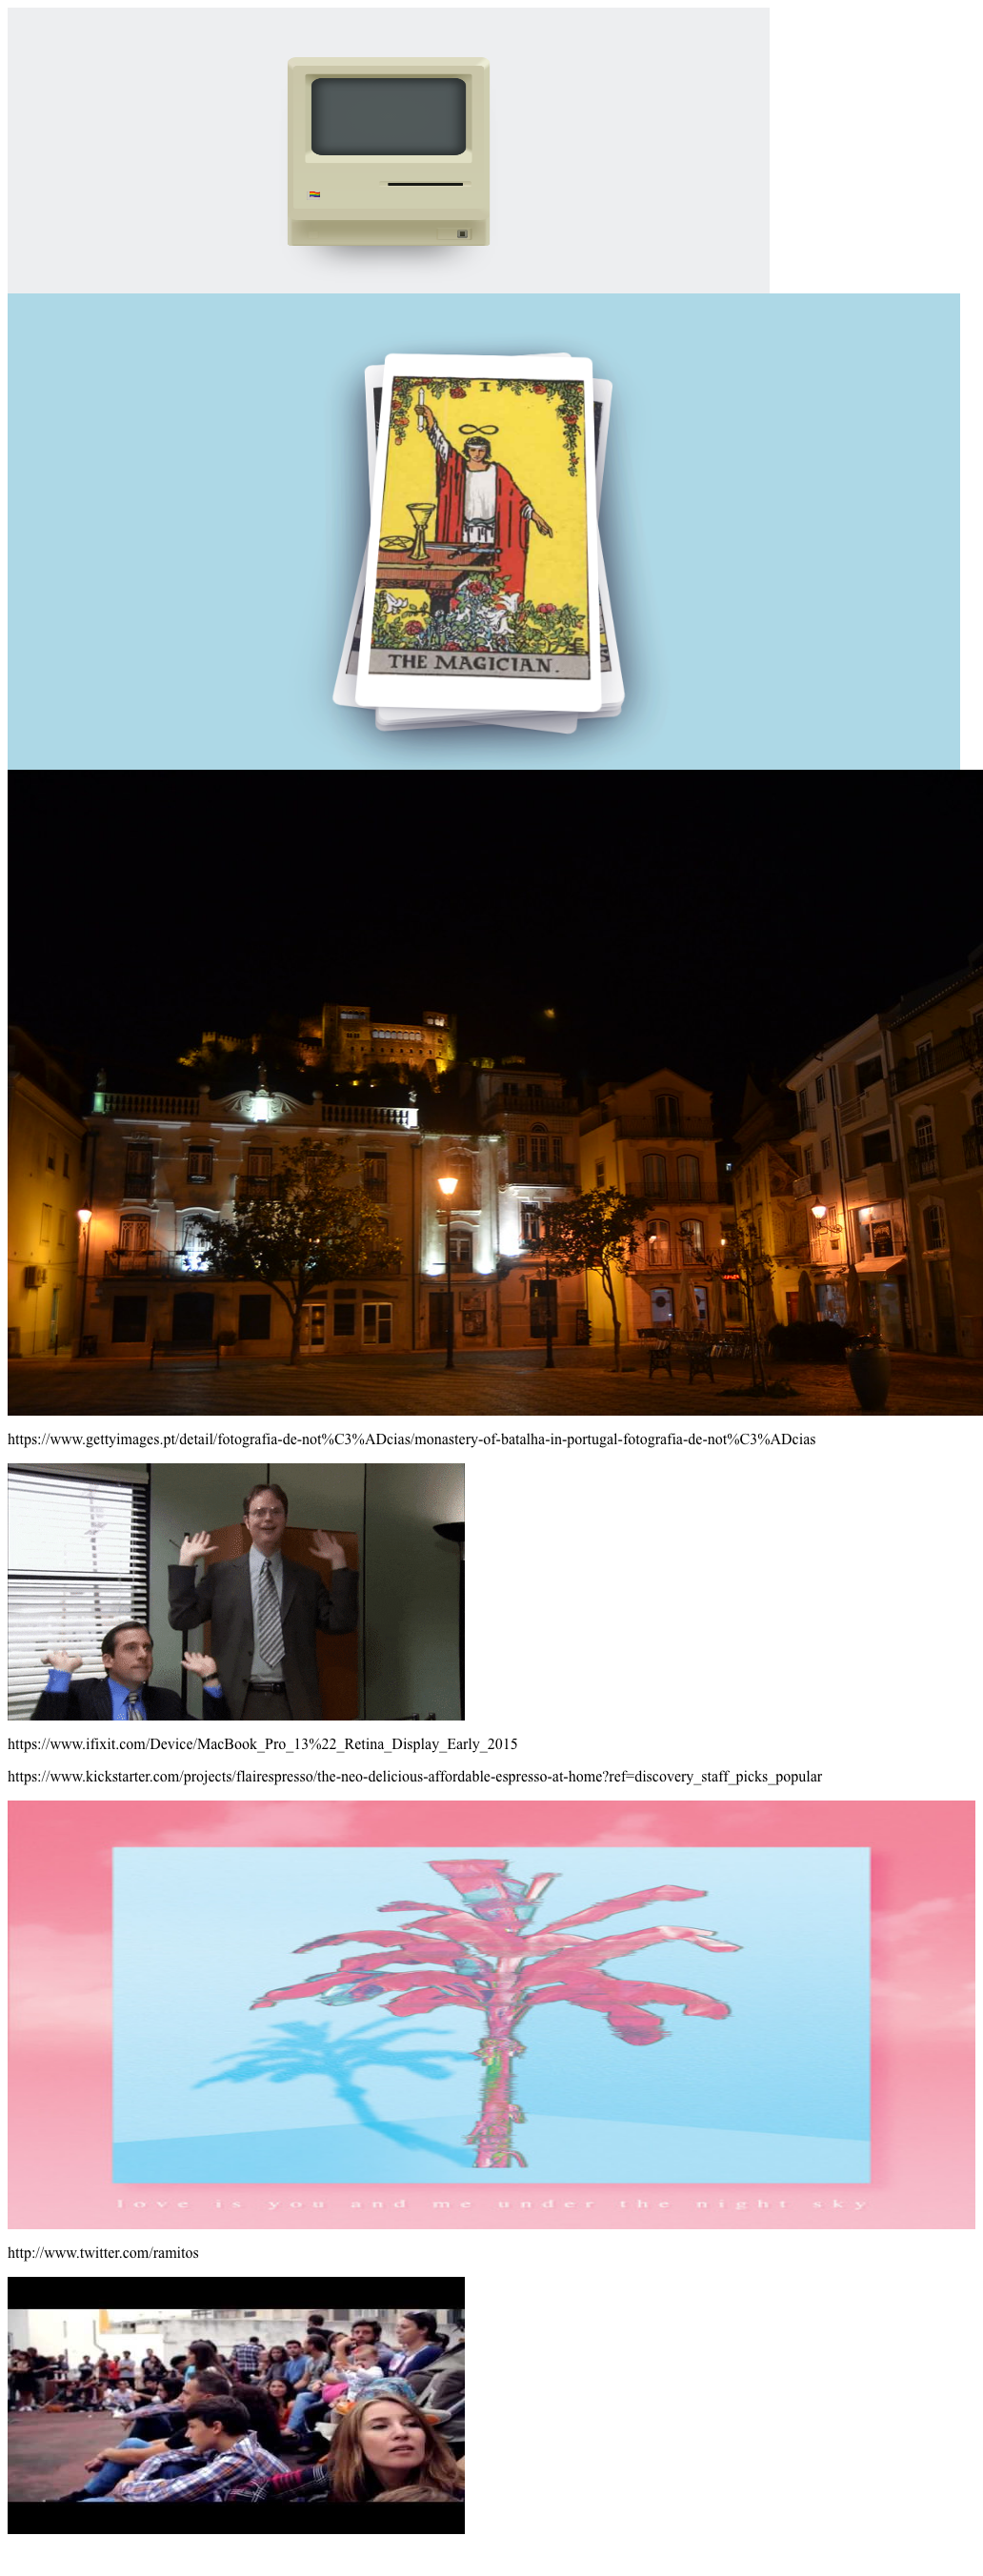 I
THE MAGICIAN.
https://www.gettyimages.pt/detail/fotografia-de-not%C3%ADcias/monastery-of-batalha-in-portugal-fotografia-de-not%C3%ADcias
https://www.ifixit.com/Device/MacBook_Pro_13%22_Retina_Display_Early_2015
https://www.kickstarter.com/projects/flairespresso/the-neo-delicious-affordable-espresso-at-home?ref=discovery_staff_picks_popular
love is you and me under the night sky
http://www.twitter.com/ramitos